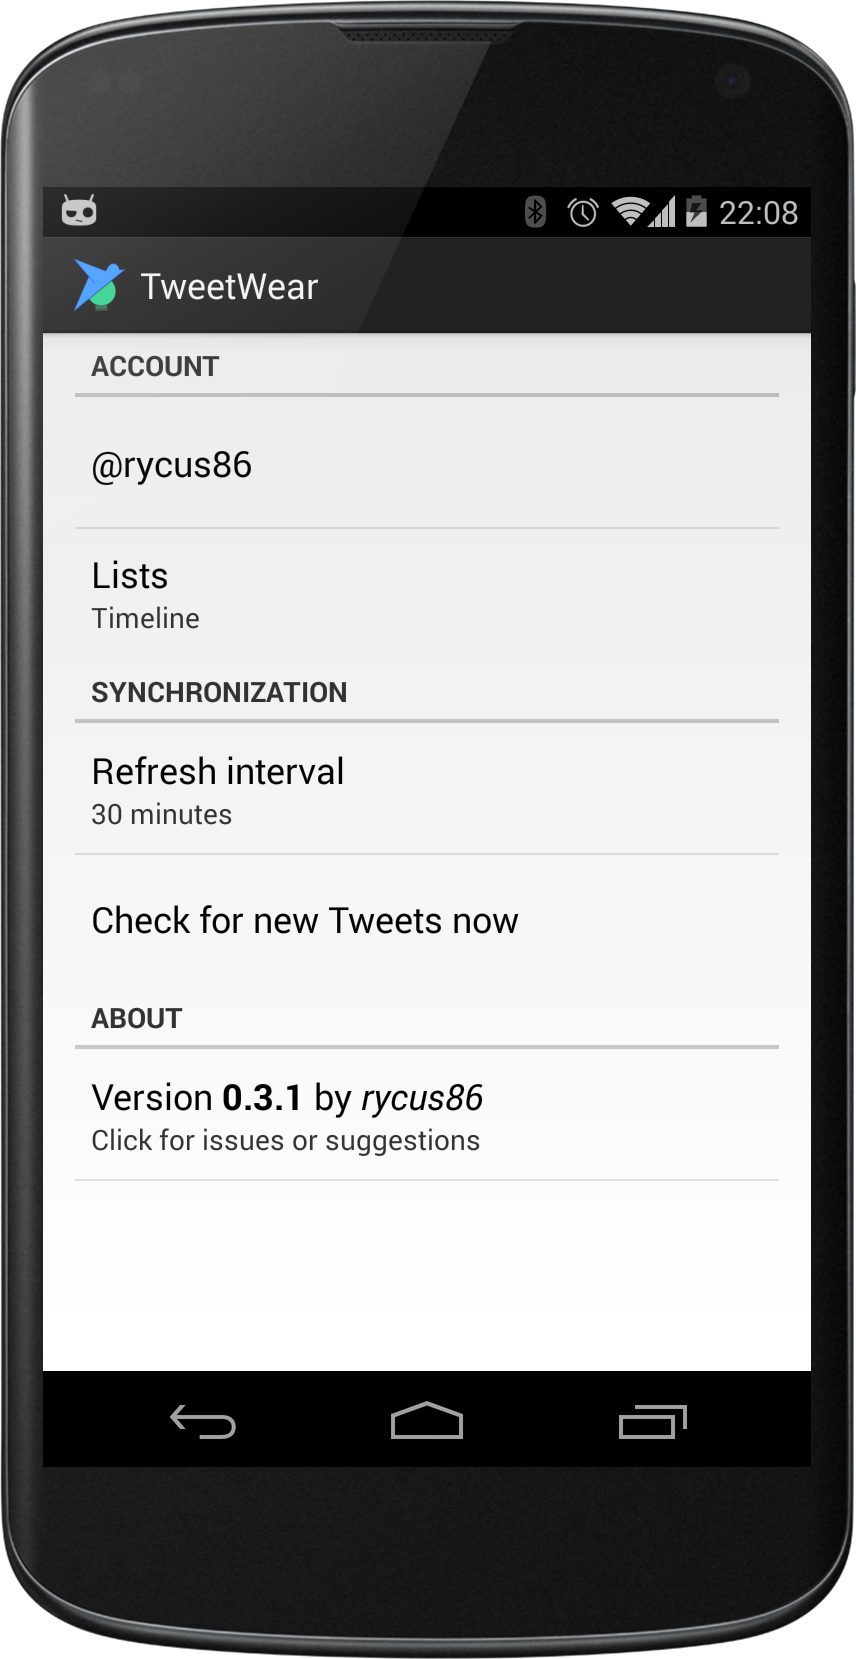 22:08
TweetWear
ACCOUNT
@rycus86
Lists
Timeline
SYNCHRONIZATION
Refresh interval
30 minutes
Check for new Tweets now
ABOUT
Version 0.3.1 by rycus86
Click for issues or suggestions